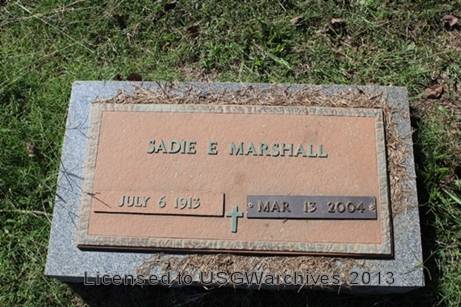 SADIE E MARSHALL
JULY 6 1913
MAR 13 2004
Licensed to USGWarchives 2013